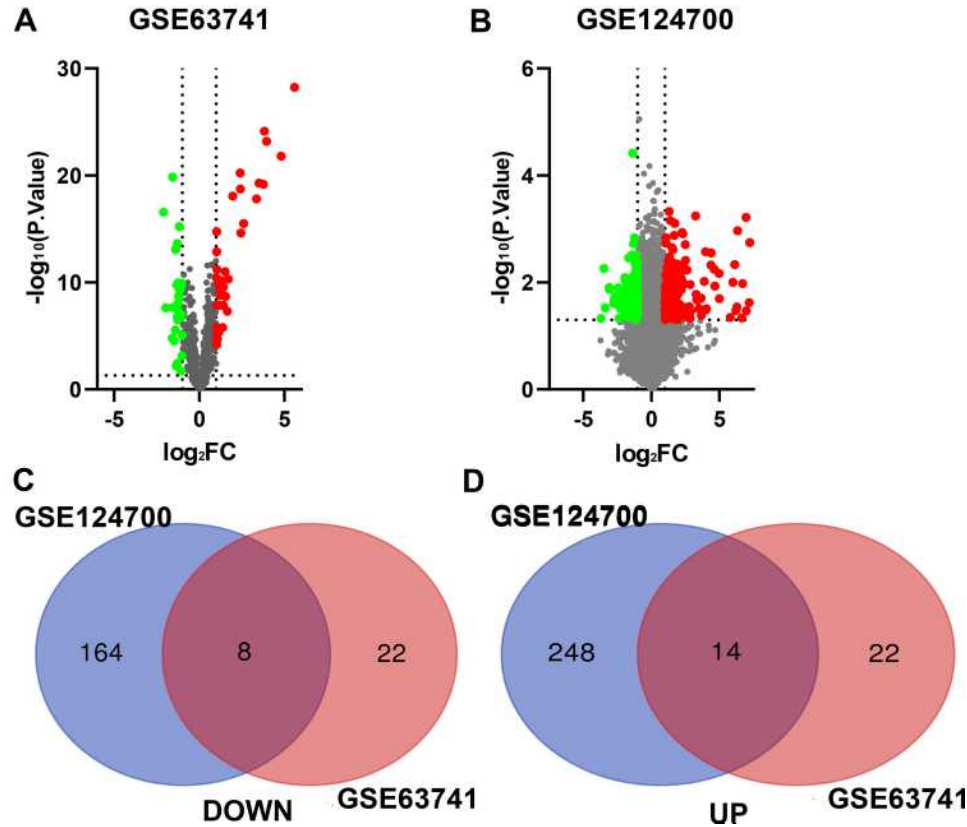 A
GSE63741
30
20
10
0
-log₁₀(P.Value)
-5
0
5
log₂FC
B
GSE124700
6
4
2
0
-log₁₀(P.Value)
-5
0
5
log₂FC
C
GSE124700
164
8
22
DOWN
GSE63741
D
GSE124700
248
14
22
UP
GSE63741